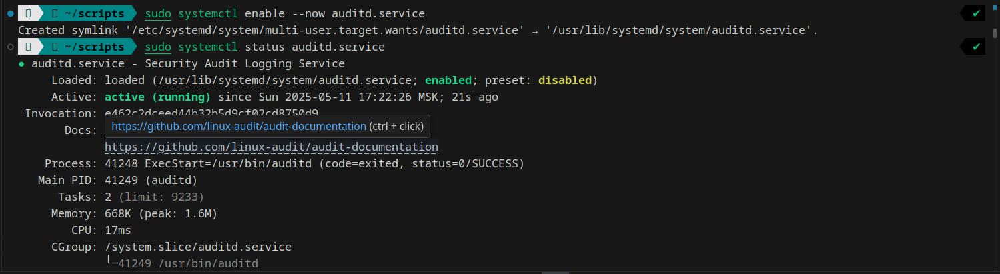 ~/scripts sudo systemctl enable --now auditd.service ✔
Created symlink '/etc/systemd/system/multi-user.target.wants/auditd.service' → '/usr/lib/systemd/system/auditd.service'.
~/scripts sudo systemctl status auditd.service ✔
● auditd.service - Security Audit Logging Service
Loaded: loaded (/usr/lib/systemd/system/auditd.service; enabled; preset: disabled)
Active: active (running) since Sun 2025-05-11 17:22:26 MSK; 21s ago
Invocation:
Docs:
https://github.com/linux-audit/audit-documentation (ctrl + click)
https://github.com/linux-audit/audit-documentation
Process: 41248 ExecStart=/usr/bin/auditd (code=exited, status=0/SUCCESS)
Main PID: 41249 (auditd)
Tasks: 2 (limit: 9233)
Memory: 668K (peak: 1.6M)
CPU: 17ms
CGroup: /system.slice/auditd.service
└─41249 /usr/bin/auditd